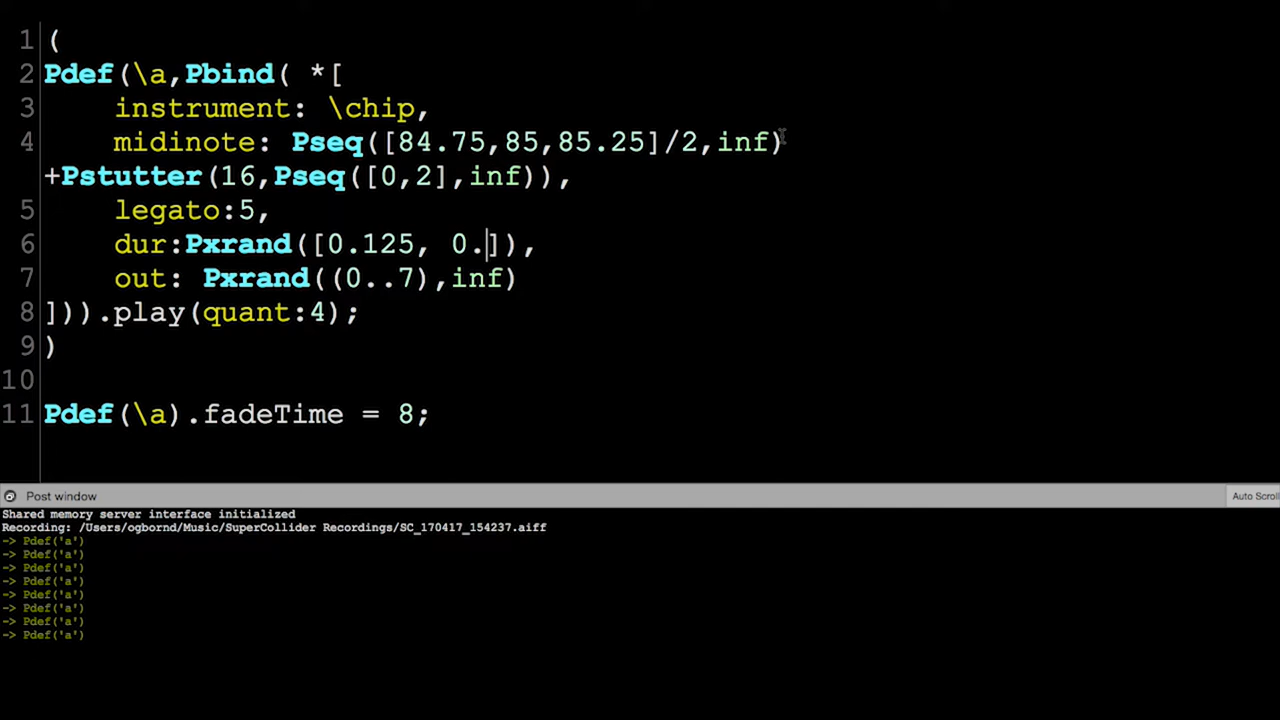 1 (
2 Pdef(\a,Pbind( *[
3     instrument: \chip,
4     midinote: Pseq([84.75,85,85.25]/2,inf)
+Pstutter(16,Pseq([0,2],inf)),
5     legato:5,
6     dur:Pxrand([0.125, 0.]),
7     out: Pxrand((0..7),inf)
8 ])).play(quant:4);
9 )
10
11 Pdef(\a).fadeTime = 8;
Post window
Auto Scroll
Shared memory server interface initialized
Recording: /Users/ogbornd/Music/SuperCollider Recordings/SC_170417_154237.aiff
-> Pdef('a')
-> Pdef('a')
-> Pdef('a')
-> Pdef('a')
-> Pdef('a')
-> Pdef('a')
-> Pdef('a')
-> Pdef('a')